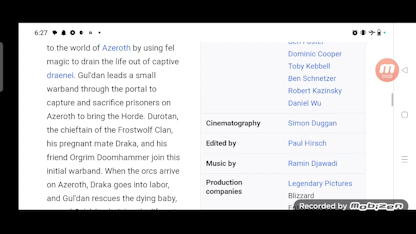 6:27
to the world of Azeroth by using fel
magic to drain the life out of captive
draenei. Gul'dan leads a small
warband through the portal to
capture and sacrifice prisoners on
Azeroth to bring the Horde. Durotan,
the chieftain of the Frostwolf Clan,
his pregnant mate Draka, and his
friend Orgrim Doomhammer join this
initial warband. When the orcs arrive
on Azeroth, Draka goes into labor,
and Gul'dan rescues the dying baby,
Dominic Cooper
Toby Kebbell
Ben Schnetzer
Robert Kazinsky
Daniel Wu
Cinematography Simon Duggan
Edited by Paul Hirsch
Music by Ramin Djawadi
Production companies Legendary Pictures
Blizzard
Recorded by Mobizen